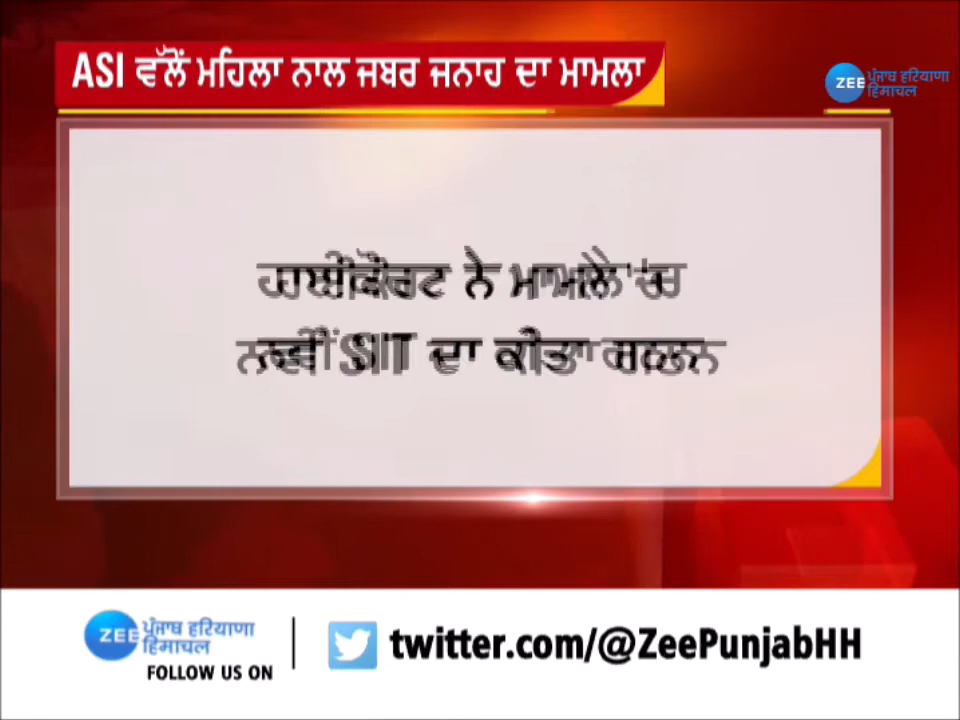 ASI ਵੱਲੋਂ ਮਹਿਲਾ ਨਾਲ ਜਬਰ ਜਨਾਹ ਦਾ ਮਾਮਲਾ
ZEE ਪੰਜਾਬ ਹਰਿਆਣਾ
ਹਿਮਾਚਲ
ਹਾਈਕੋਰਟ ਨੇ ਮਾਮਲੇ 'ਚ
ਨਵੀਂ SIT ਦਾ ਕੀਤਾ ਗਠਨ
ZEE ਪੰਜਾਬ ਹਰਿਆਣਾ
ਹਿਮਾਚਲ
FOLLOW US ON
twitter.com/@ZeePunjabHH